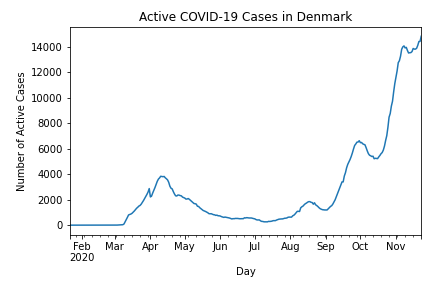 Active COVID-19 Cases in Denmark
Number of Active Cases
14000
12000
10000
8000
6000
4000
2000
0
Feb Mar Apr May Jun Jul Aug Sep Oct Nov
2020
Day